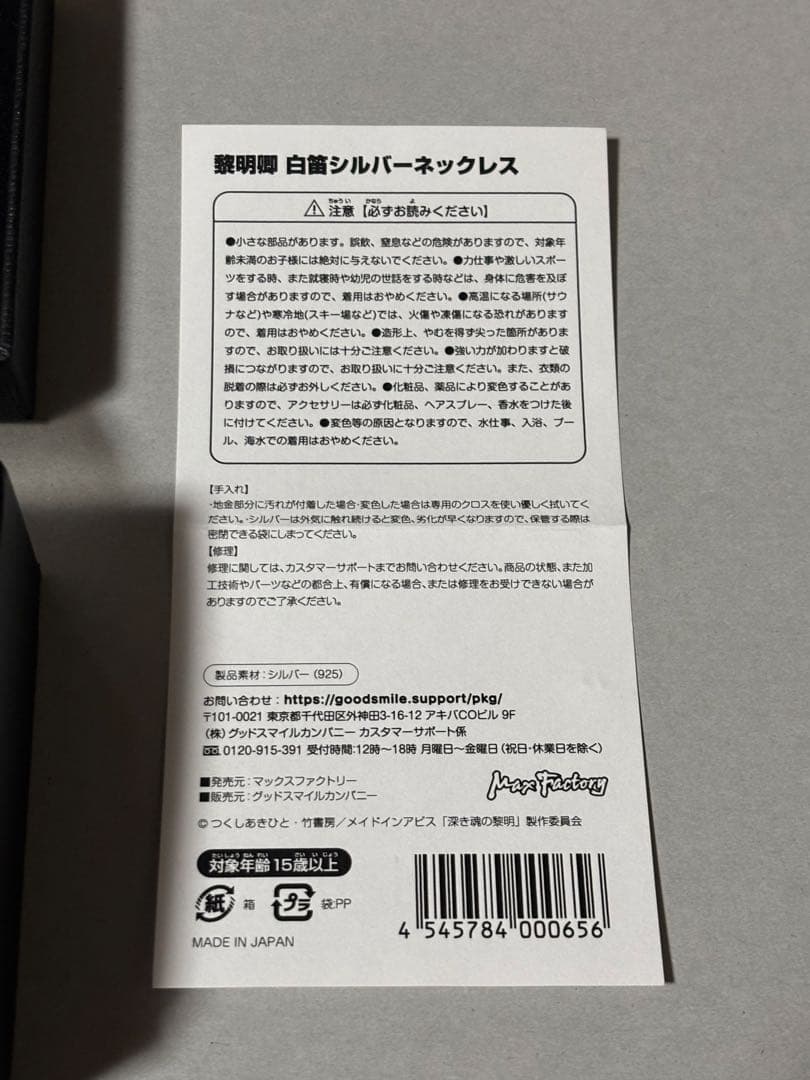 黎明卿 白笛シルバーネックレス
ちゅうい かなら よ
⚠注意【必ずお読みください】
●小さな部品があります。誤飲、窒息などの危険がありますので、対象年
齢未満のお子様には絶対に与えないでください。●力仕事や激しいスポー
ツをする時、また就寝時や幼児の世話をする時などは、身体に危害を及ぼ
す場合がありますので、着用はおやめください。●高温になる場所(サウ
ナなど)や寒冷地(スキー場など)では、火傷や凍傷になる恐れがあります
ので、着用はおやめください。●造形上、やむを得ず尖った箇所がありま
すので、お取り扱いには十分ご注意ください。●強い力が加わりますと破
損につながりますので、お取り扱いに十分ご注意ください。また、衣類の
脱着の際は必ずお外しください。●化粧品、薬品により変色することがあ
りますので、アクセサリーは必ず化粧品、ヘアスプレー、香水をつけた後
に付けてください。●変色等の原因となりますので、水仕事、入浴、プー
ル、海水での着用はおやめください。
【手入れ】
・地金部分に汚れが付着した場合・変色した場合は専用のクロスを使い優しく拭いてく
ださい。・シルバーは外気に触れ続けると変色、劣化が早くなりますので、保管する際は
密閉できる袋にしまってください。
【修理】
修理に関しては、カスタマーサポートまでお問い合わせください。商品の状態、また加
工技術やパーツなどの都合上、有償になる場合、または修理をお受けできない場合が
ありますのでご了承ください。
製品素材:シルバー(925)
お問い合わせ:https://goodsmile.support/pkg/
〒101-0021 東京都千代田区外神田3-16-12 アキバCOビル 9F
(株)グッドスマイルカンパニー カスタマーサポート係
0120-915-391 受付時間:12時〜18時 月曜日〜金曜日(祝日・休業日を除く)
■発売元:マックスファクトリー
■販売元:グッドスマイルカンパニー
Max Factory
©つくしあきひと・竹書房/メイドインアビス「深き魂の黎明」製作委員会
たいしょうねんれい さいいじょう
対象年齢15歳以上
紙 箱 プラ 袋:PP
MADE IN JAPAN
4 545784 000656